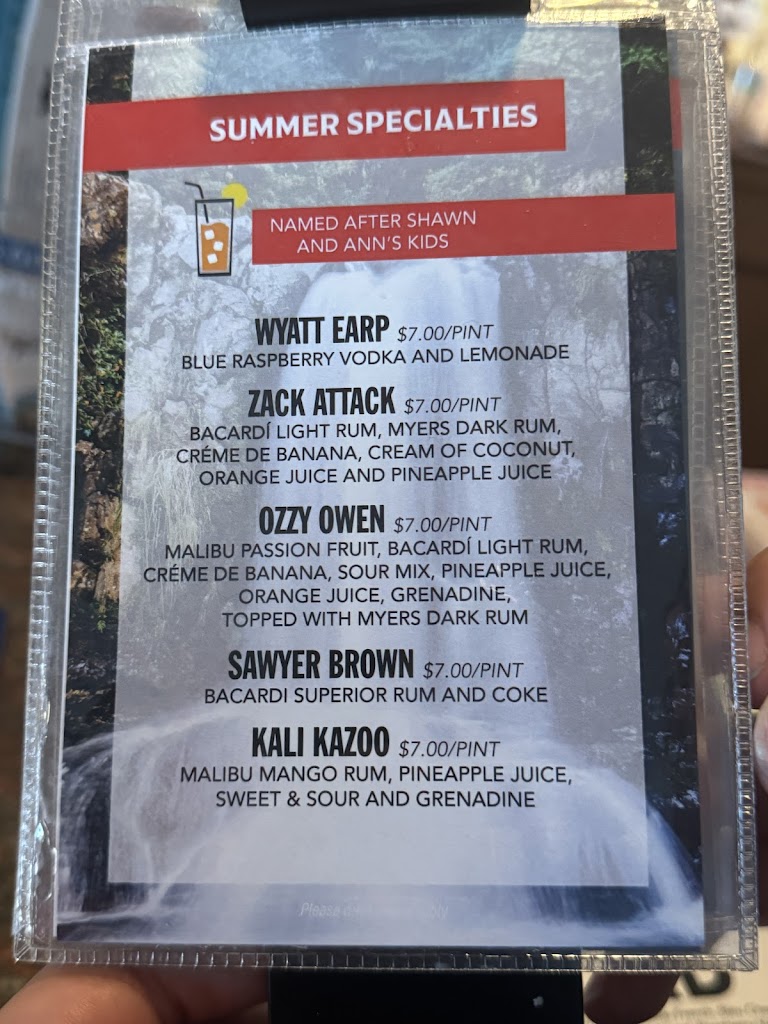 SUMMER SPECIALTIES
NAMED AFTER SHAWN
AND ANN'S KIDS
WYATT EARP $7.00/PINT
BLUE RASPBERRY VODKA AND LEMONADE
ZACK ATTACK $7.00/PINT
BACARDÍ LIGHT RUM, MYERS DARK RUM,
CRÉME DE BANANA, CREAM OF COCONUT,
ORANGE JUICE AND PINEAPPLE JUICE
OZZY OWEN $7.00/PINT
MALIBU PASSION FRUIT, BACARDÍ LIGHT RUM,
CRÉME DE BANANA, SOUR MIX, PINEAPPLE JUICE,
ORANGE JUICE, GRENADINE,
TOPPED WITH MYERS DARK RUM
SAWYER BROWN $7.00/PINT
BACARDI SUPERIOR RUM AND COKE
KALI KAZOO $7.00/PINT
MALIBU MANGO RUM, PINEAPPLE JUICE,
SWEET & SOUR AND GRENADINE
Please